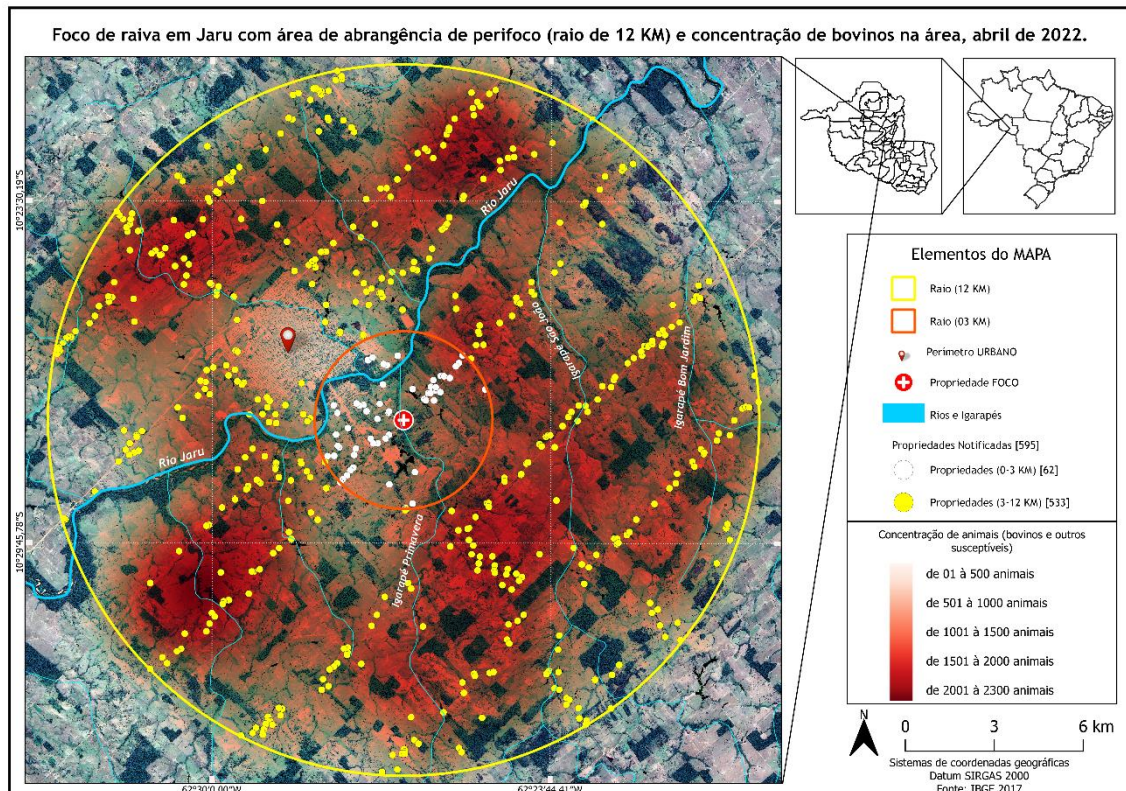 Foco de raiva em Jaru com área de abrangência de perifoco (raio de 12 KM) e concentração de bovinos na área, abril de 2022.
10°23'30,19"S
10°29'45,78"S
62°30'0,00"W
62°23'44,41"W
Rio Jaru
Igarapé São João
Igarapé Bom Jardim
Rio Jaru
Igarapé Primavera
Elementos do MAPA
Raio (12 KM)
Raio (03 KM)
Perímetro URBANO
Propriedade FOCO
Rios e Igarapés
Propriedades Notificadas [595]
Propriedades (0-3 KM) [62]
Propriedades (3-12 KM) [533]
Concentração de animais (bovinos e outros
susceptíveis)
de 01 à 500 animais
de 501 à 1000 animais
de 1001 à 1500 animais
de 1501 à 2000 animais
de 2001 à 2300 animais
N
0 3 6 km
Sistemas de coordenadas geográficas
Datum SIRGAS 2000
Fonte: IBGE 2017